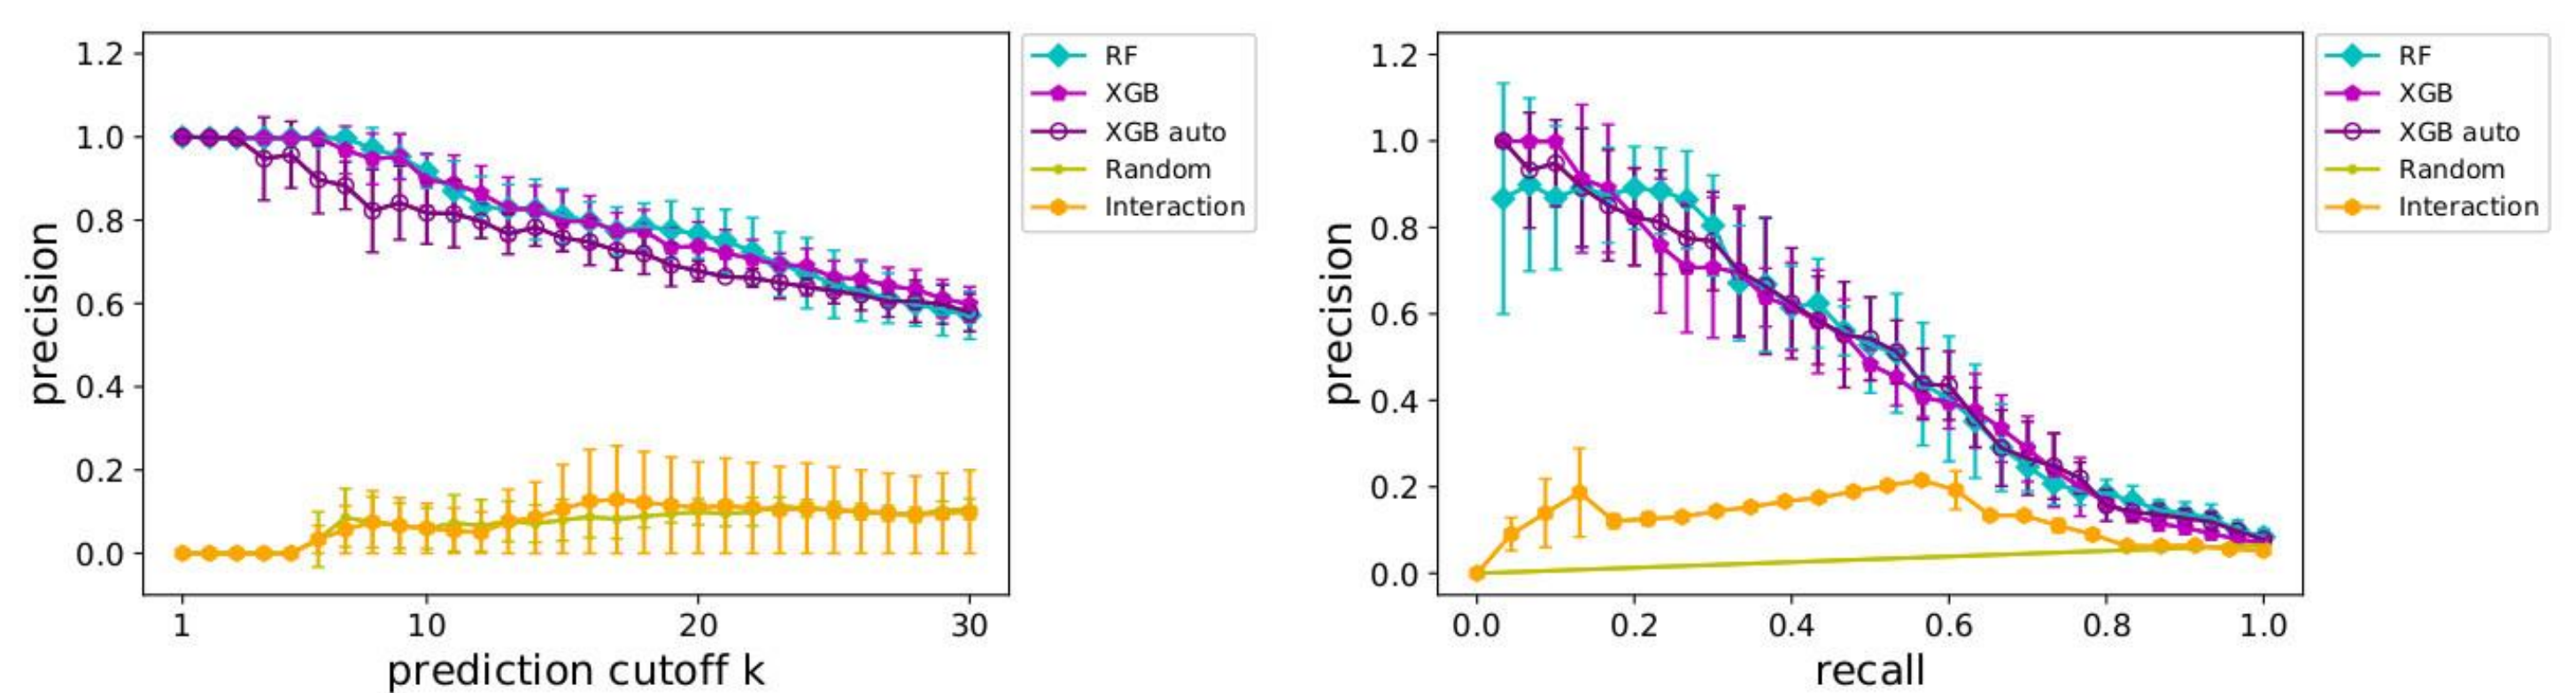 1.2
1.0
0.8
0.6
0.4
0.2
0.0
precision
1 10 20 30
prediction cutoff k
RF
XGB
XGB auto
Random
Interaction
1.2
1.0
0.8
0.6
0.4
0.2
0.0
precision
0.0 0.2 0.4 0.6 0.8 1.0
recall
RF
XGB
XGB auto
Random
Interaction